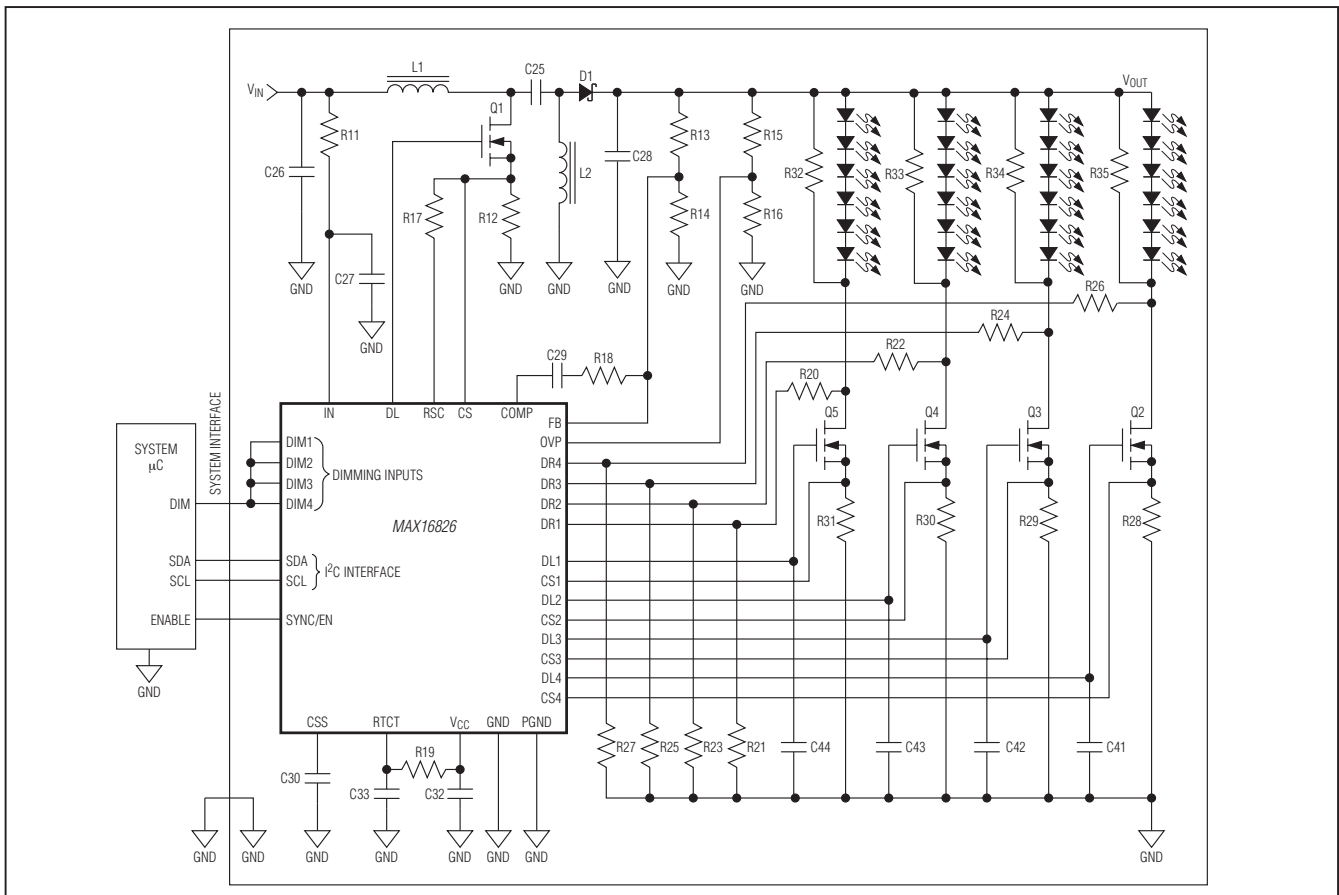 L1
C25
D1
VIN
VOUT
Q1
R11
R13
R15
C26
C28
L2
R32
R33
R34
R35
R17
R12
R14
R16
C27
GND
GND
GND
GND
GND
GND
GND
R26
R24
R22
C29
R18
R20
SYSTEM INTERFACE
IN
DL
RSC
CS
COMP
FB
Q5
Q4
Q3
Q2
SYSTEM
μC
DIM1
DIM2
DIM3
DIM4
DIMMING INPUTS
OVP
DR4
DR3
DR2
DR1
DIM
MAX16826
R31
R30
R29
R28
SDA
SCL
SDA
SCL
I2C INTERFACE
DL1
CS1
DL2
CS2
ENABLE
SYNC/EN
DL3
CS3
DL4
CS4
GND
CSS
RTCT
VCC
GND
PGND
R19
R27
R25
R23
R21
C44
C43
C42
C41
C30
C33
C32
GND
GND
GND
GND
GND
GND
GND
GND